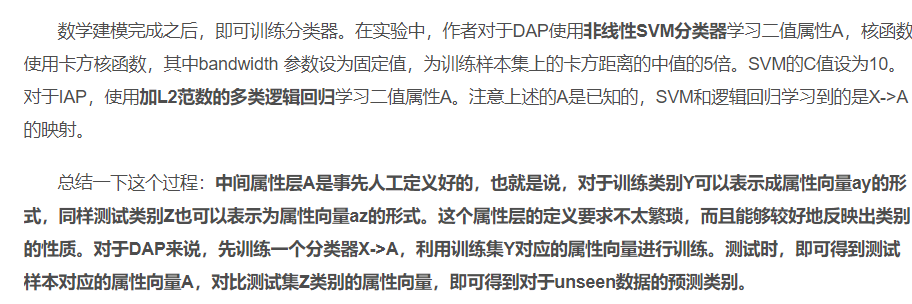 数学建模完成之后，即可训练分类器。在实验中，作者对于DAP使用非线性SVM分类器学习二值属性A，核函数
使用卡方核函数，其中bandwidth 参数设为固定值，为训练样本集上的卡方距离的中值的5倍。SVM的C值设为10。
对于IAP，使用加L2范数的多类逻辑回归学习二值属性A。注意上述的A是已知的，SVM和逻辑回归学习到的是X->A
的映射。
总结一下这个过程：中间属性层A是事先人工定义好的，也就是说，对于训练类别Y可以表示成属性向量ay的形
式，同样测试类别Z也可以表示为属性向量az的形式。这个属性层的定义要求不太繁琐，而且能够较好地反映出类别
的性质。对于DAP来说，先训练一个分类器X->A，利用训练集Y对应的属性向量进行训练。测试时，即可得到测试
样本对应的属性向量A，对比测试集Z类别的属性向量，即可得到对于unseen数据的预测类别。